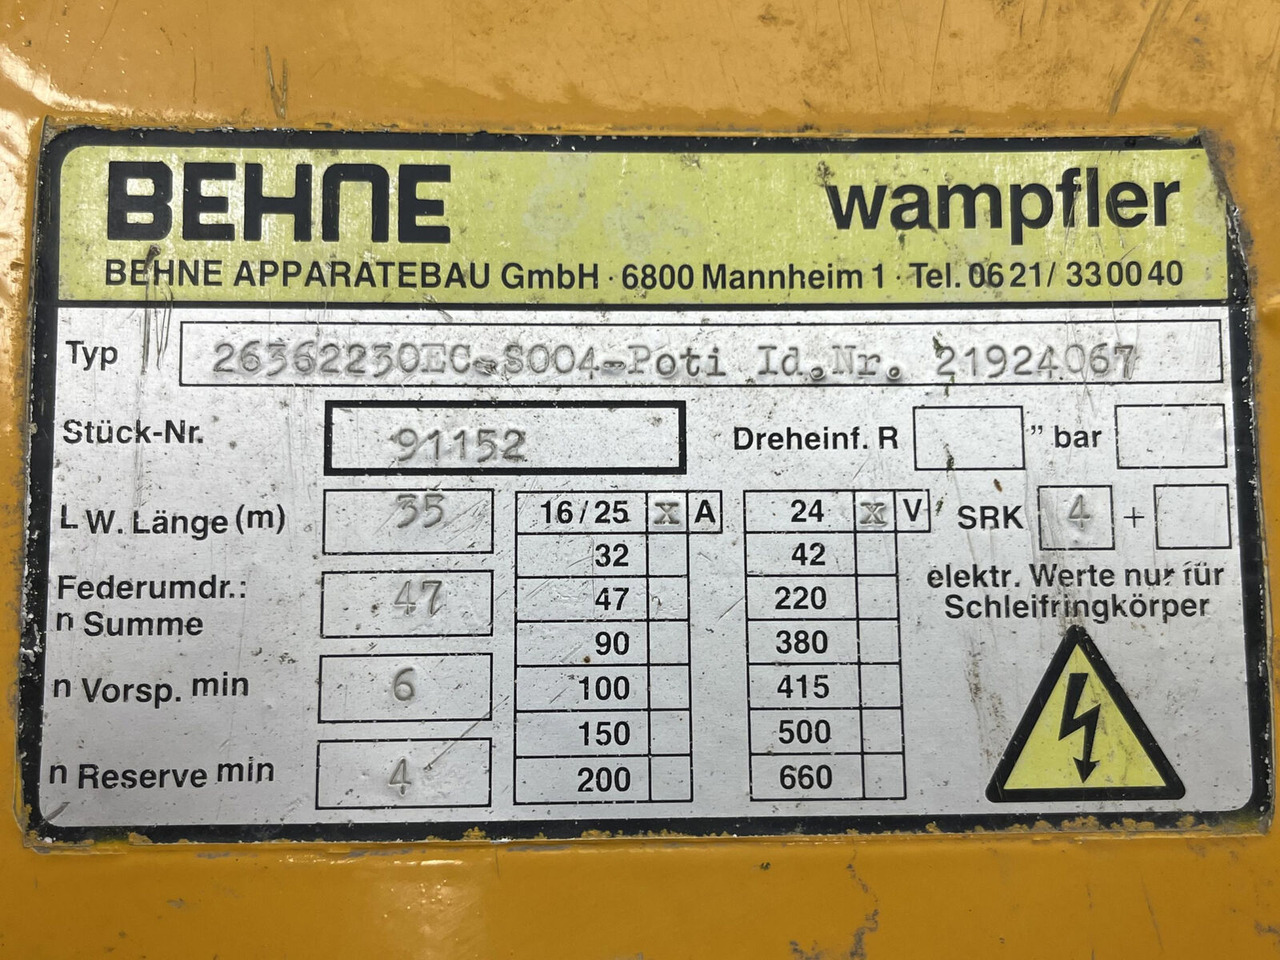 BEHNE wampfler
BEHNE APPARATEBAU GmbH · 6800 Mannheim 1 · Tel. 0621/ 330040
Typ 26362230EC-S004-Poti Id.Nr. 21924067
Stück-Nr. 91152 Dreheinf. R " bar
L W. Länge (m) 35 16/25 X A 24 X V SRK 4 +
32 42
elektr. Werte nur für
Schleifringkörper
Federumdr.:
n Summe 47 47 220
90 380
n Vorsp. min 6 100 415
150 500
n Reserve min 4 200 660